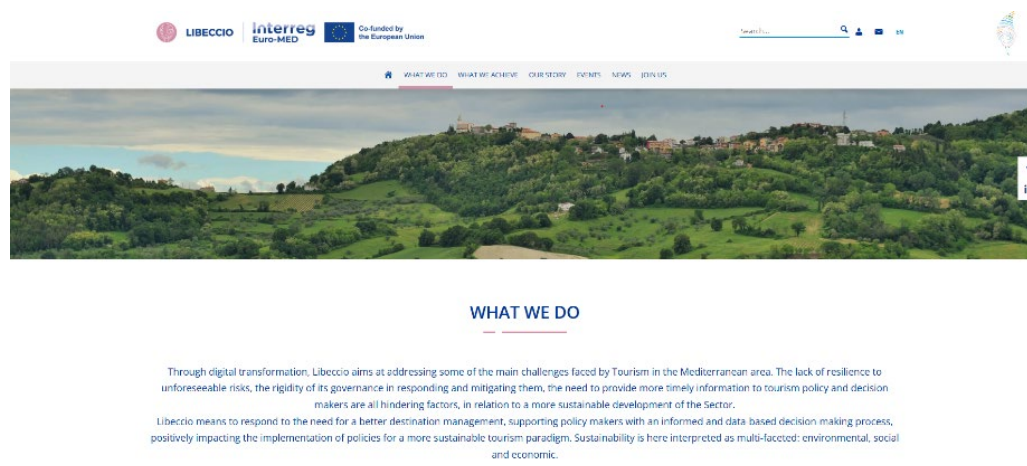 LIBECCIO
Interreg
Euro-MED
Co-funded by
the European Union
Search...
EN
WHAT WE DO WHAT WE ACHIEVE OUR STORY EVENTS NEWS JOIN US
WHAT WE DO
Through digital transformation, Libeccio aims at addressing some of the main challenges faced by Tourism in the Mediterranean area. The lack of resilience to
unforeseeable risks, the rigidity of its governance in responding and mitigating them, the need to provide more timely information to tourism policy and decision
makers are all hindering factors, in relation to a more sustainable development of the Sector.
Libeccio means to respond to the need for a better destination management, supporting policy makers with an informed and data based decision making process,
positively impacting the implementation of policies for a more sustainable tourism paradigm. Sustainability is here interpreted as multi-faceted: environmental, social
and economic.